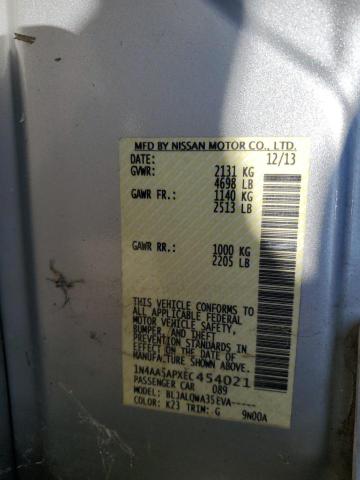 MFD BY NISSAN MOTOR CO., LTD.
DATE: 12/13
GVWR: 2131 KG
4698 LB
GAWR FR.: 1140 KG
2513 LB
GAWR RR.: 1000 KG
2205 LB
THIS VEHICLE CONFORMS TO
ALL APPLICABLE FEDERAL
MOTOR VEHICLE SAFETY,
BUMPER, AND THEFT
PREVENTION STANDARDS IN
EFFECT ON THE DATE OF
MANUFACTURE SHOWN ABOVE.
1N4AA5APXEC454021
PASSENGER CAR 089
MODEL: BLJALQWA35EVA-----
COLOR: K23 TRIM: G 9N00A